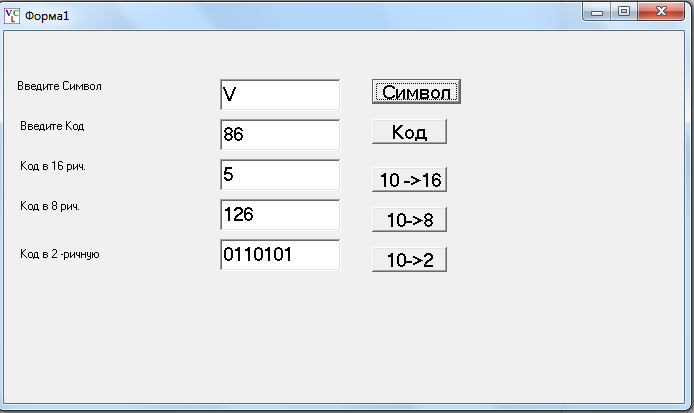 VCL Форма1
Введите Символ V Символ
Введите Код 86 Код
Код в 16 рич. 5 10 ->16
Код в 8 рич. 126 10->8
Код в 2 -ричную 0110101 10->2